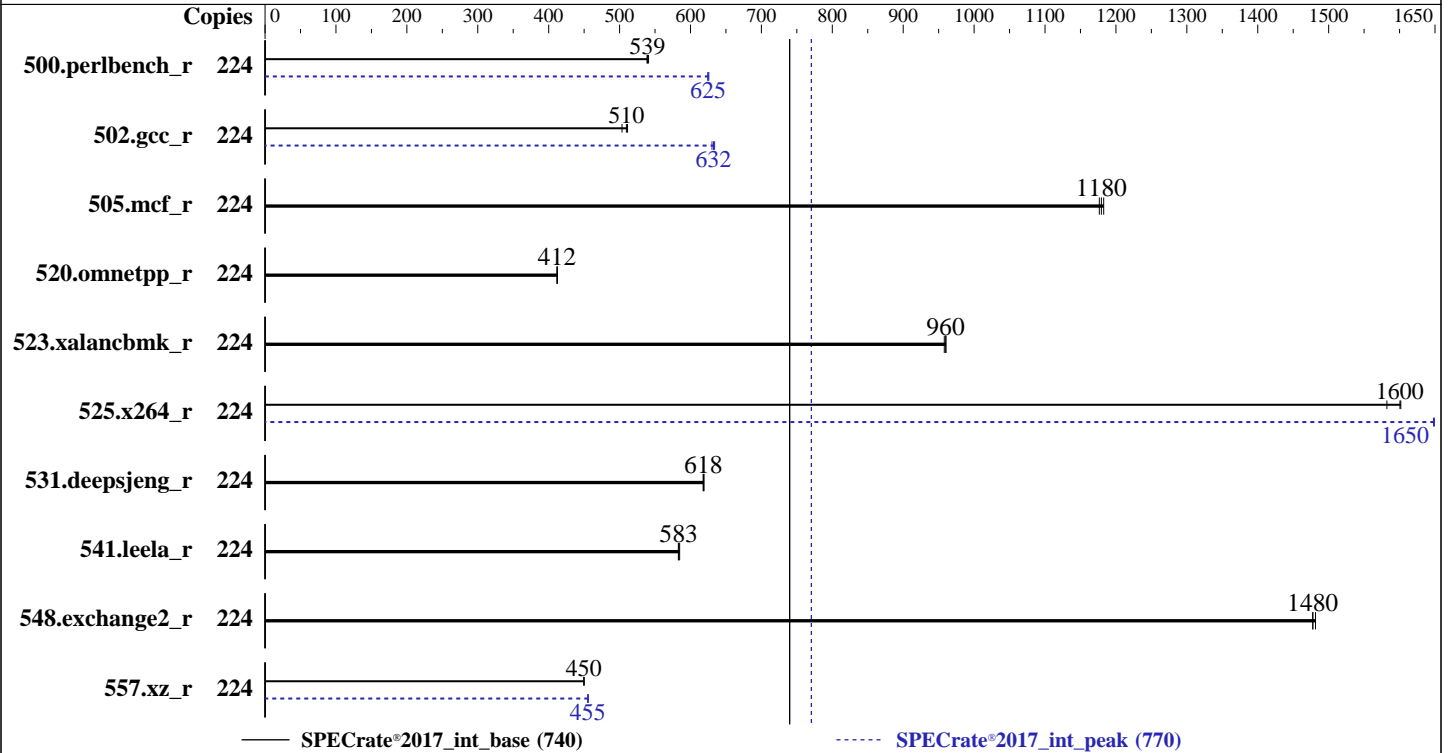 Copies 0 100 200 300 400 500 600 700 800 900 1000 1100 1200 1300 1400 1500 1650
539
500.perlbench_r 224
625
510
502.gcc_r 224
632
1180
505.mcf_r 224
412
520.omnetpp_r 224
960
523.xalancbmk_r 224
1600
525.x264_r 224
1650
618
531.deepsjeng_r 224
583
541.leela_r 224
1480
548.exchange2_r 224
450
557.xz_r 224
455
SPECrate®2017_int_base (740) SPECrate®2017_int_peak (770)